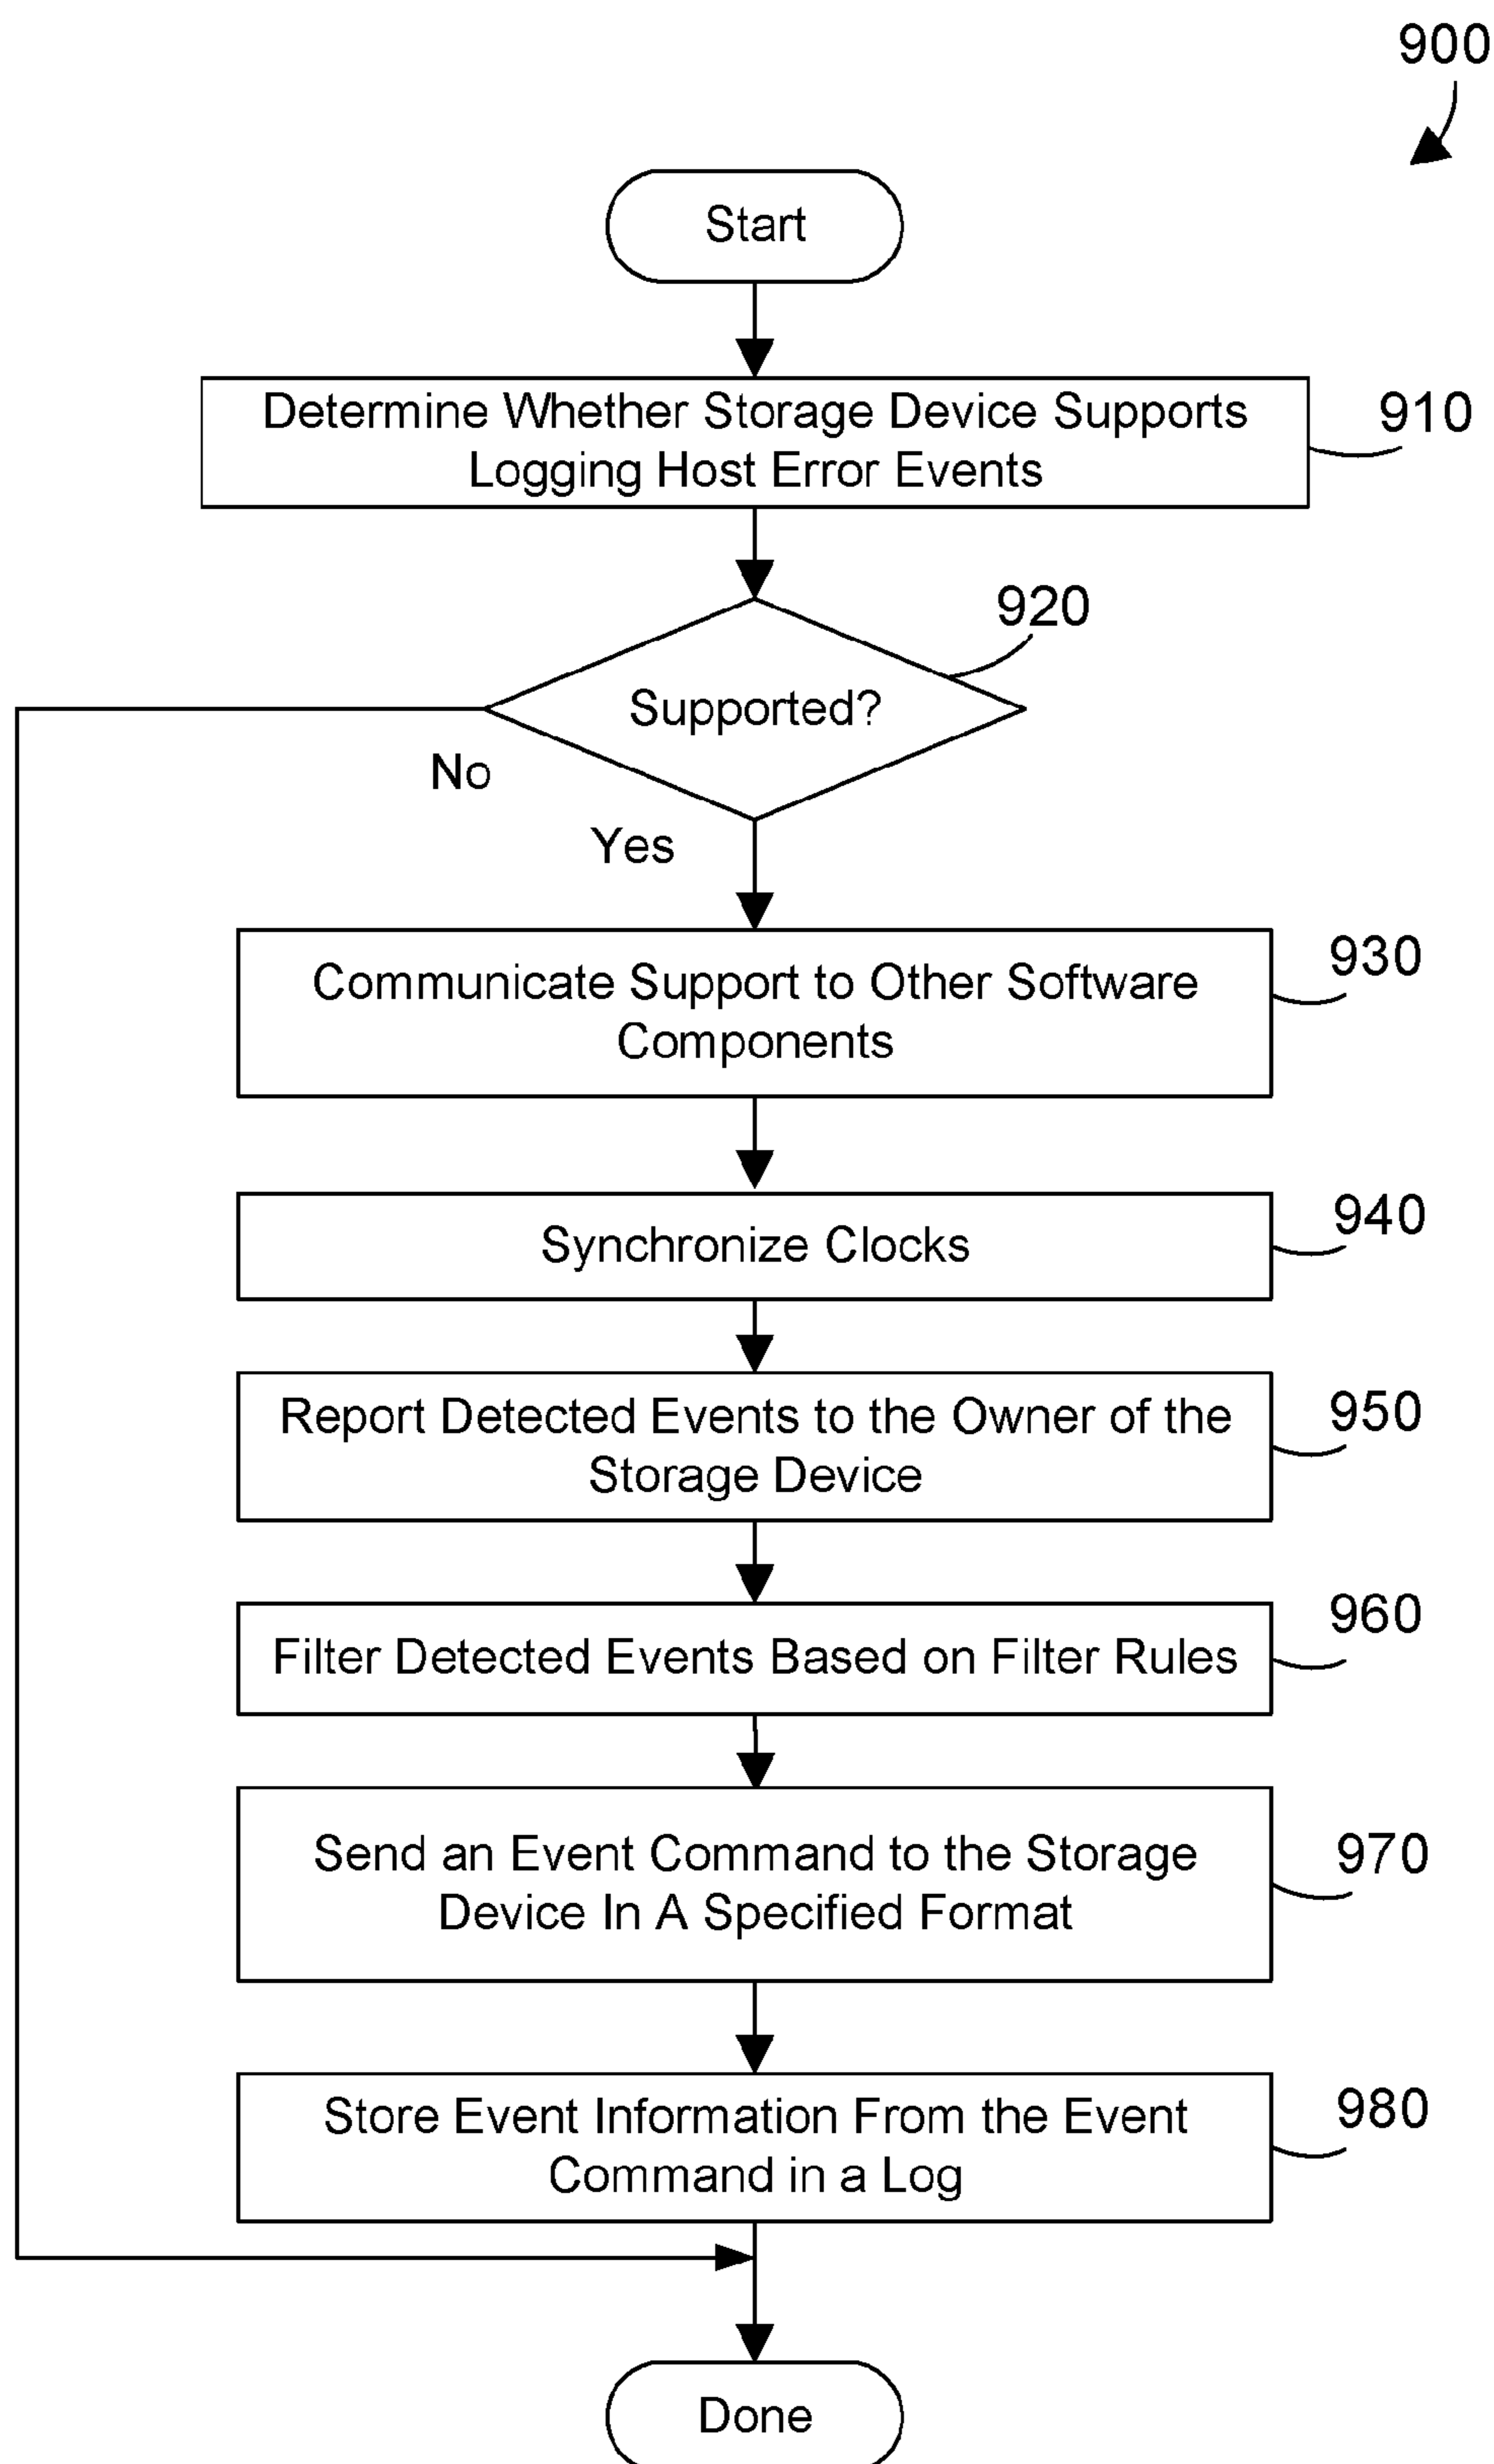 900
Start
Determine Whether Storage Device Supports
Logging Host Error Events
910
920
Supported?
No
Yes
930
Communicate Support to Other Software
Components
940
Synchronize Clocks
950
Report Detected Events to the Owner of the
Storage Device
960
Filter Detected Events Based on Filter Rules
970
Send an Event Command to the Storage
Device In A Specified Format
980
Store Event Information From the Event
Command in a Log
Done